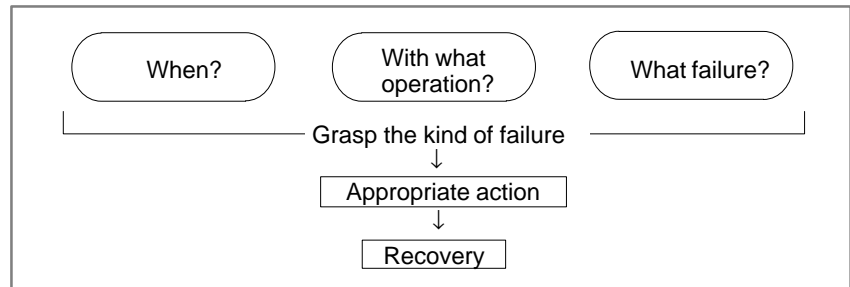 When?
With what
operation?
What failure?
Grasp the kind of failure
↓
Appropriate action
↓
Recovery